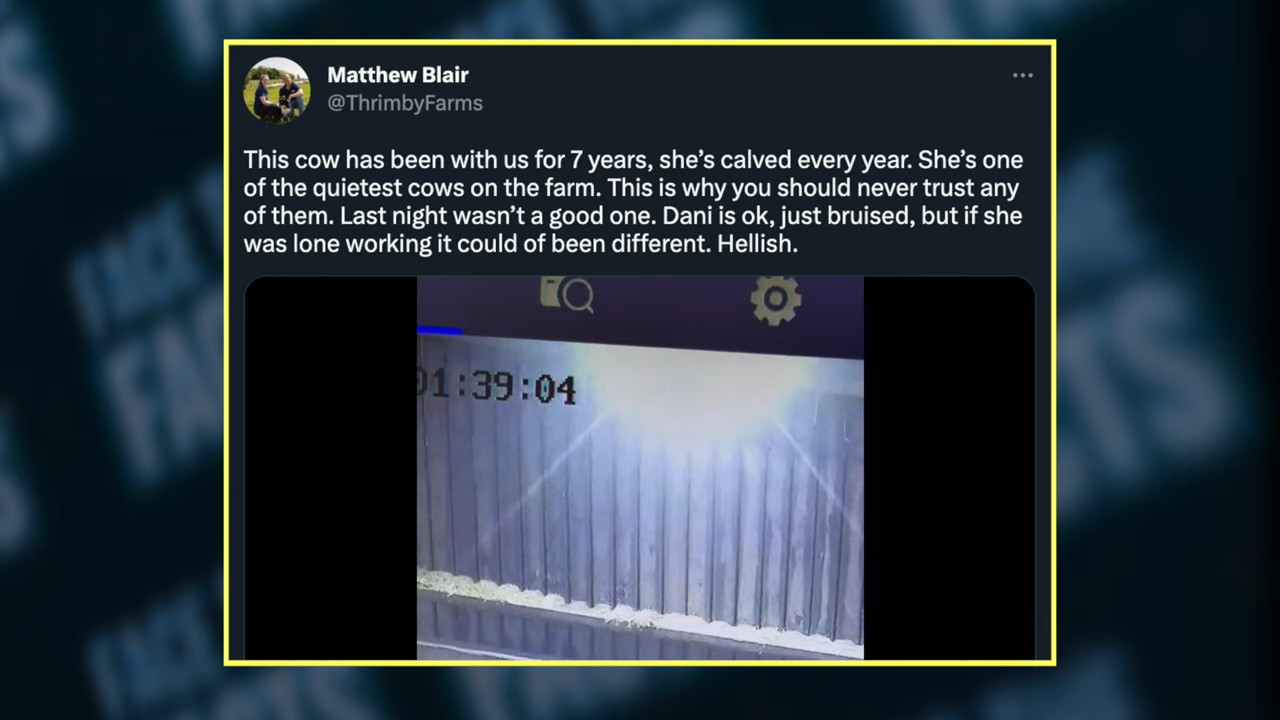 Matthew Blair
@ThrimbyFarms
This cow has been with us for 7 years, she’s calved every year. She’s one
of the quietest cows on the farm. This is why you should never trust any
of them. Last night wasn’t a good one. Dani is ok, just bruised, but if she
was lone working it could of been different. Hellish.
01:39:04